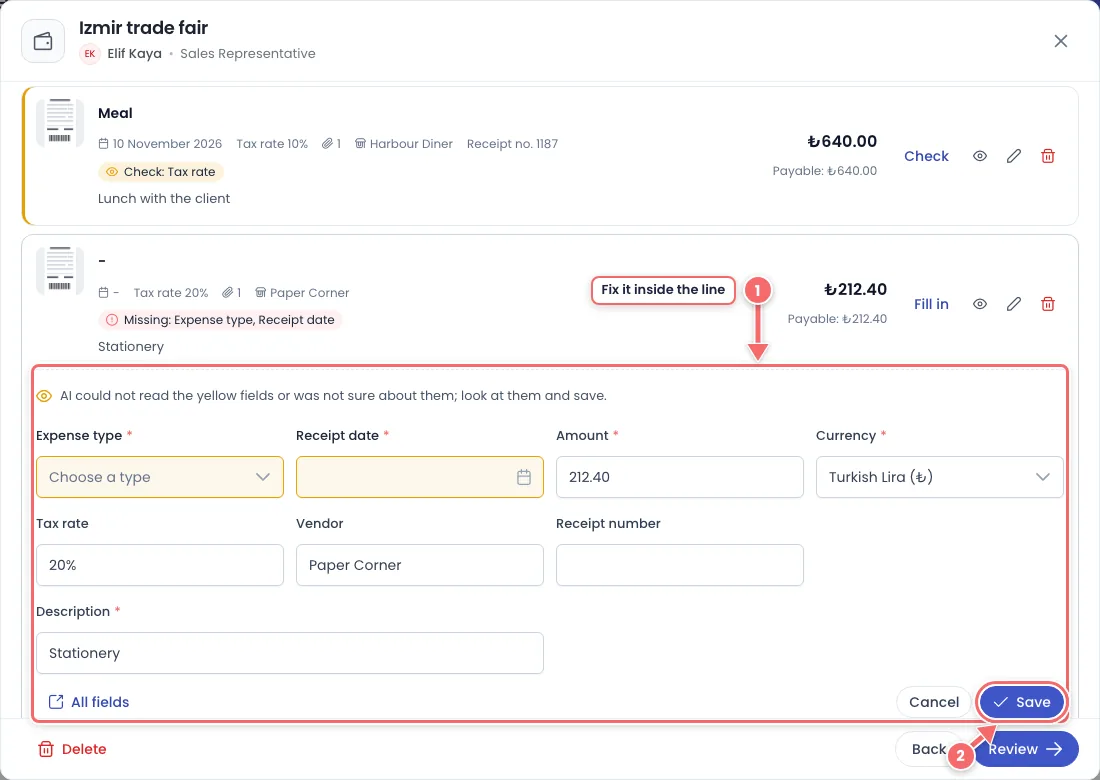 Izmir trade fair
EK Elif Kaya • Sales Representative
Meal
10 November 2026 Tax rate 10% 1 Harbour Diner Receipt no. 1187
Check: Tax rate
Lunch with the client
₺640.00
Payable: ₺640.00
Check
-
- Tax rate 20% 1 Paper Corner
Missing: Expense type, Receipt date
Stationery
Fix it inside the line
1
₺212.40
Payable: ₺212.40
Fill in
AI could not read the yellow fields or was not sure about them; look at them and save.
Expense type * Receipt date * Amount * Currency *
Choose a type 212.40 Turkish Lira (₺)
Tax rate Vendor Receipt number
20% Paper Corner
Description *
Stationery
All fields Cancel Save
Delete Back 2 Review